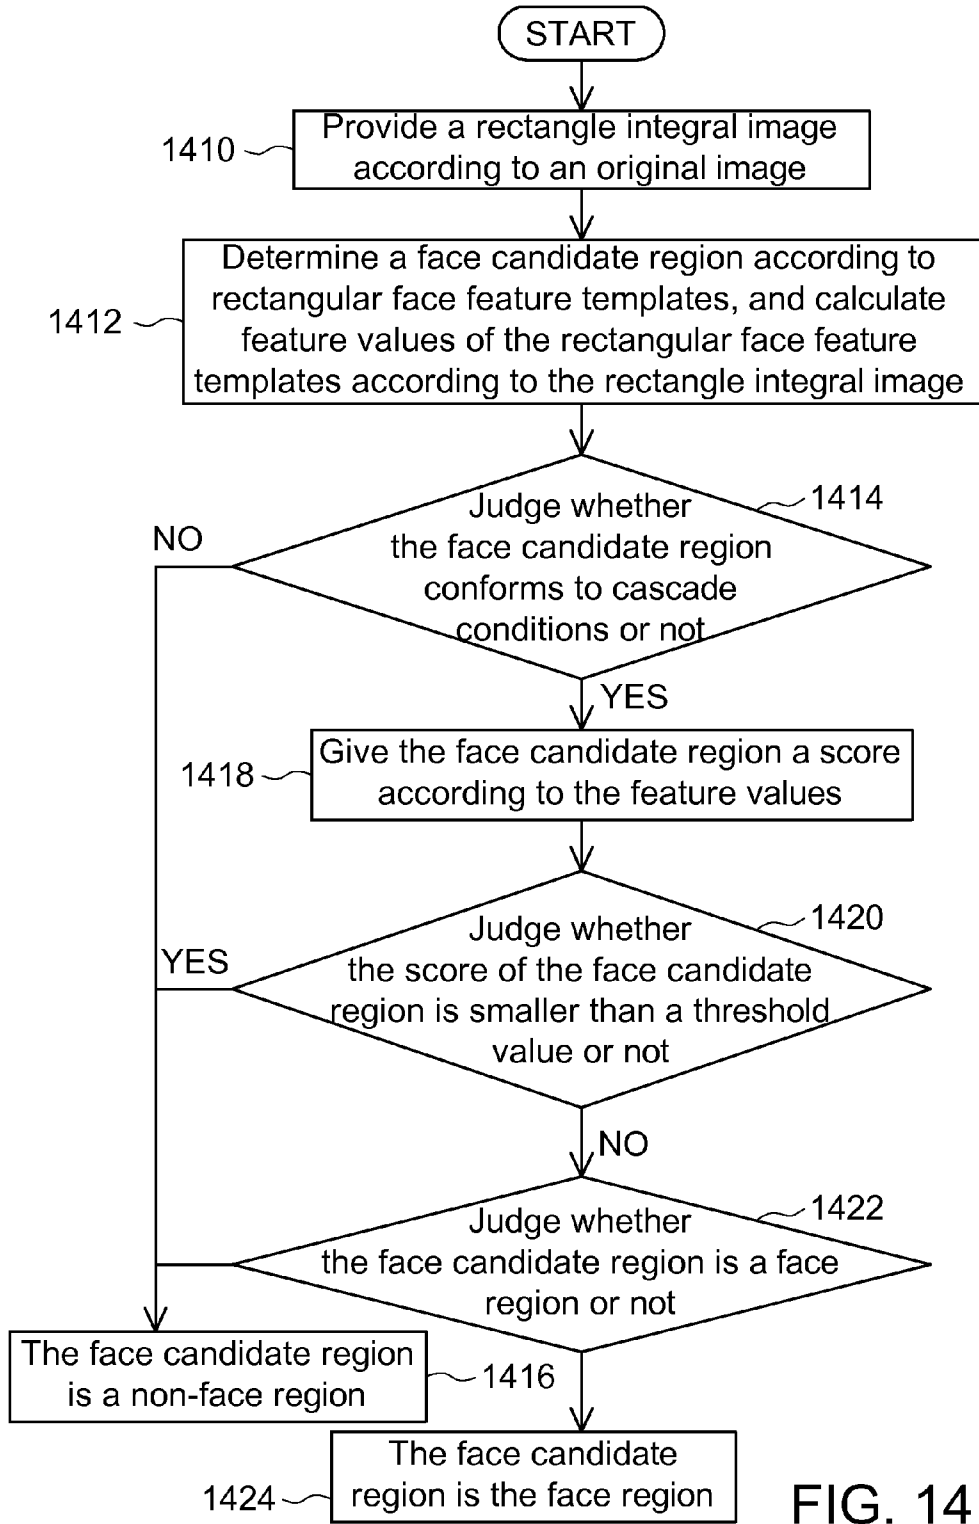 START
Provide a rectangle integral image
according to an original image
1410
Determine a face candidate region according to
rectangular face feature templates, and calculate
feature values of the rectangular face feature
templates according to the rectangle integral image
1412
Judge whether
the face candidate region
conforms to cascade
conditions or not
1414
NO
YES
Give the face candidate region a score
according to the feature values
1418
Judge whether
the score of the face candidate
region is smaller than a threshold
value or not
1420
YES
NO
Judge whether
the face candidate region is a face
region or not
1422
The face candidate region
is a non-face region
1416
The face candidate
region is the face region
1424
FIG. 14